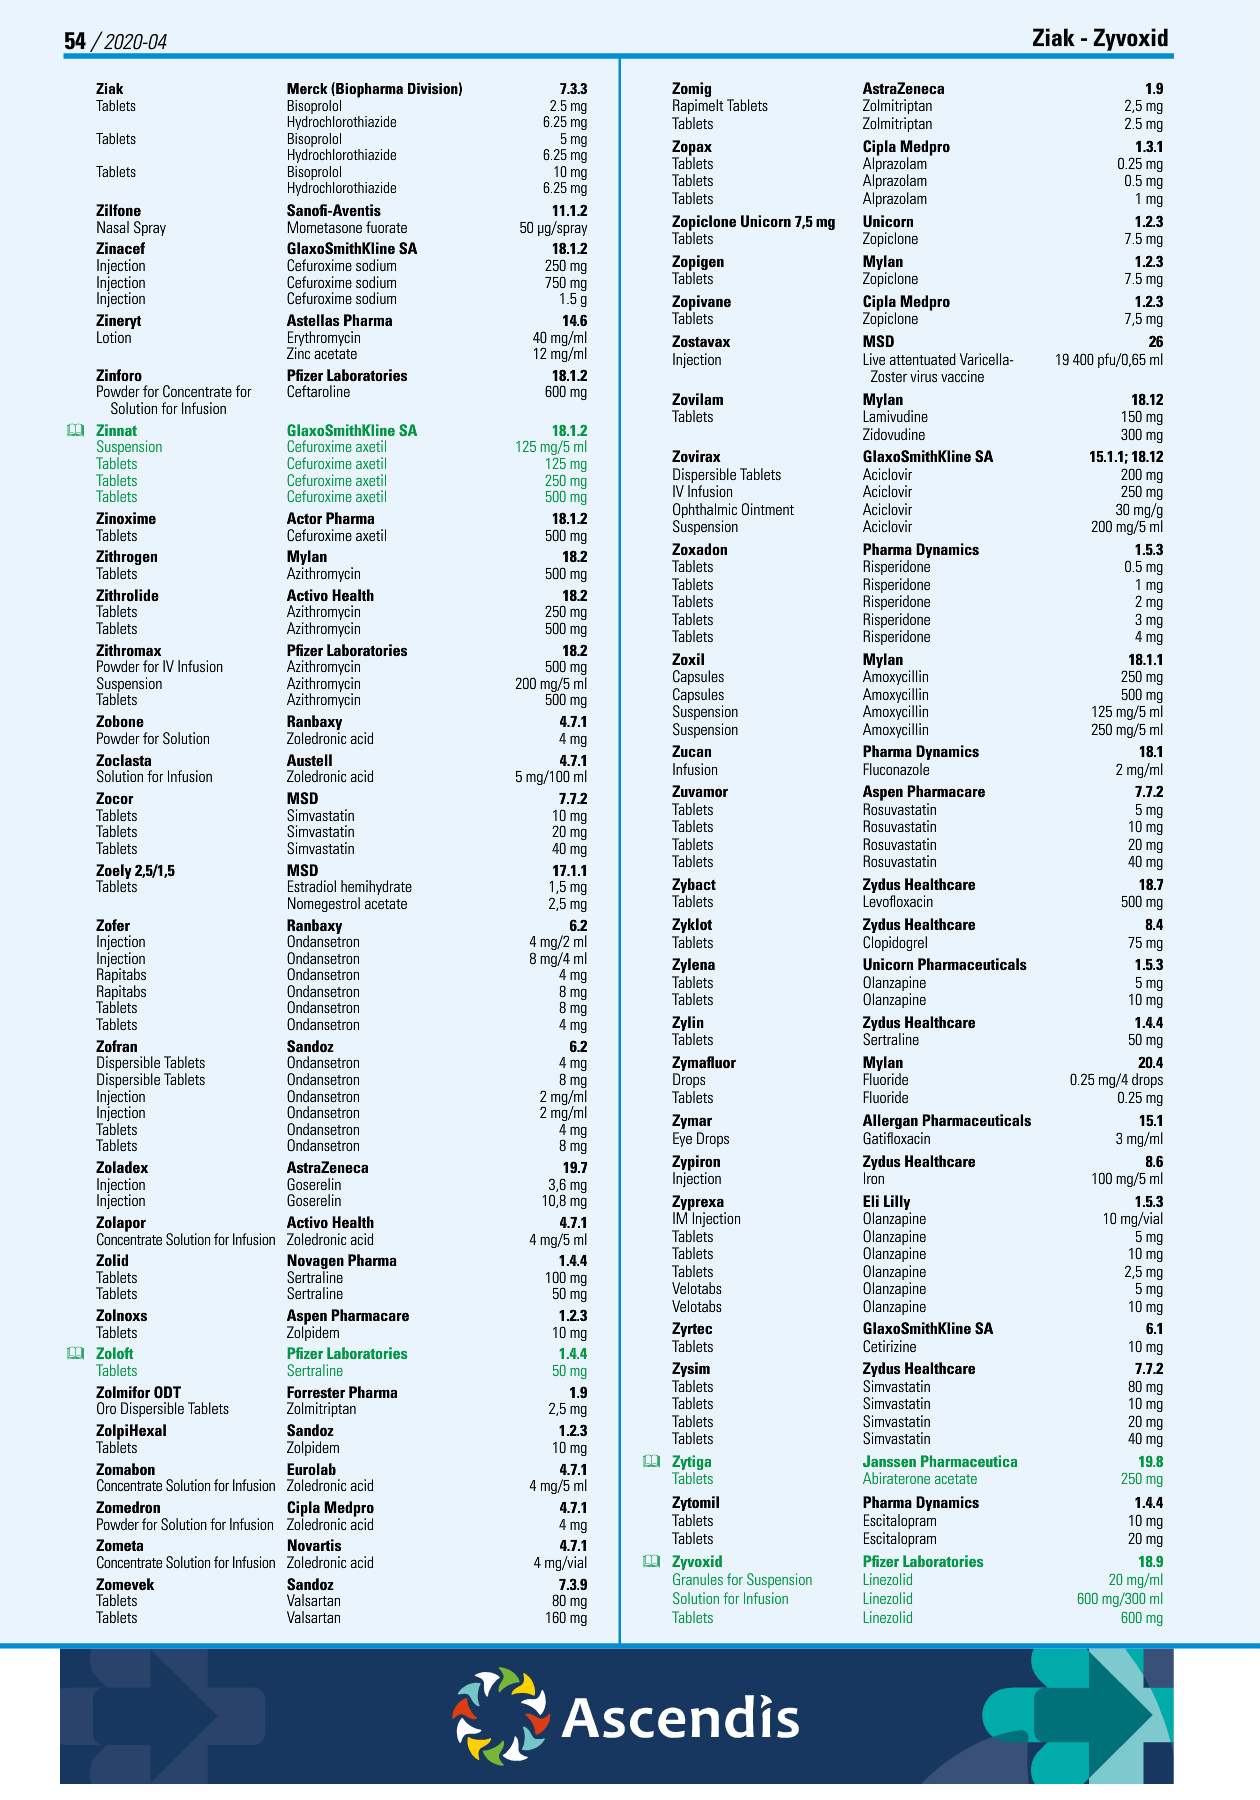 54 / 2020-04
Ziak - Zyvoxid
Ziak Merck (Biopharma Division) 7.3.3
Tablets Bisoprolol 2.5 mg
Hydrochlorothiazide 6.25 mg
Tablets Bisoprolol 5 mg
Hydrochlorothiazide 6.25 mg
Tablets Bisoprolol 10 mg
Hydrochlorothiazide 6.25 mg
Zilfone Sanofi-Aventis 11.1.2
Nasal Spray Mometasone fuorate 50 µg/spray
Zinacef GlaxoSmithKline SA 18.1.2
Injection Cefuroxime sodium 250 mg
Injection Cefuroxime sodium 750 mg
Injection Cefuroxime sodium 1.5 g
Zineryt Astellas Pharma 14.6
Lotion Erythromycin 40 mg/ml
Zinc acetate 12 mg/ml
Zinforo Pfizer Laboratories 18.1.2
Powder for Concentrate for Ceftaroline 600 mg
Solution for Infusion
Zinnat GlaxoSmithKline SA 18.1.2
Suspension Cefuroxime axetil 125 mg/5 ml
Tablets Cefuroxime axetil 125 mg
Tablets Cefuroxime axetil 250 mg
Tablets Cefuroxime axetil 500 mg
Zinoxime Actor Pharma 18.1.2
Tablets Cefuroxime axetil 500 mg
Zithrogen Mylan 18.2
Tablets Azithromycin 500 mg
Zithrolide Activo Health 18.2
Tablets Azithromycin 250 mg
Tablets Azithromycin 500 mg
Zithromax Pfizer Laboratories 18.2
Powder for IV Infusion Azithromycin 500 mg
Suspension Azithromycin 200 mg/5 ml
Tablets Azithromycin 500 mg
Zobone Ranbaxy 4.7.1
Powder for Solution Zoledronic acid 4 mg
Zoclasta Austell 4.7.1
Solution for Infusion Zoledronic acid 5 mg/100 ml
Zocor MSD 7.7.2
Tablets Simvastatin 10 mg
Tablets Simvastatin 20 mg
Tablets Simvastatin 40 mg
Zoely 2,5/1,5 MSD 17.1.1
Tablets Estradiol hemihydrate 1,5 mg
Nomegestrol acetate 2,5 mg
Zofer Ranbaxy 6.2
Injection Ondansetron 4 mg/2 ml
Injection Ondansetron 8 mg/4 ml
Rapitabs Ondansetron 4 mg
Rapitabs Ondansetron 8 mg
Tablets Ondansetron 8 mg
Tablets Ondansetron 4 mg
Zofran Sandoz 6.2
Dispersible Tablets Ondansetron 4 mg
Dispersible Tablets Ondansetron 8 mg
Injection Ondansetron 2 mg/ml
Injection Ondansetron 2 mg/ml
Tablets Ondansetron 4 mg
Tablets Ondansetron 8 mg
Zoladex AstraZeneca 19.7
Injection Goserelin 3,6 mg
Injection Goserelin 10,8 mg
Zolapor Activo Health 4.7.1
Concentrate Solution for Infusion Zoledronic acid 4 mg/5 ml
Zolid Novagen Pharma 1.4.4
Tablets Sertraline 100 mg
Tablets Sertraline 50 mg
Zolnoxs Aspen Pharmacare 1.2.3
Tablets Zolpidem 10 mg
Zoloft Pfizer Laboratories 1.4.4
Tablets Sertraline 50 mg
Zolmifor ODT Forrester Pharma 1.9
Oro Dispersible Tablets Zolmitriptan 2,5 mg
ZolpiHexal Sandoz 1.2.3
Tablets Zolpidem 10 mg
Zomabon Eurolab 4.7.1
Concentrate Solution for Infusion Zoledronic acid 4 mg/5 ml
Zomedron Cipla Medpro 4.7.1
Powder for Solution for Infusion Zoledronic acid 4 mg
Zometa Novartis 4.7.1
Concentrate Solution for Infusion Zoledronic acid 4 mg/vial
Zomevek Sandoz 7.3.9
Tablets Valsartan 80 mg
Tablets Valsartan 160 mg
Zomig AstraZeneca 1.9
Rapimelt Tablets Zolmitriptan 2,5 mg
Tablets Zolmitriptan 2.5 mg
Zopax Cipla Medpro 1.3.1
Tablets Alprazolam 0.25 mg
Tablets Alprazolam 0.5 mg
Tablets Alprazolam 1 mg
Zopiclone Unicorn 7,5 mg Unicorn 1.2.3
Tablets Zopiclone 7.5 mg
Zopigen Mylan 1.2.3
Tablets Zopiclone 7.5 mg
Zopivane Cipla Medpro 1.2.3
Tablets Zopiclone 7,5 mg
Zostavax MSD 26
Injection Live attentuated Varicella- 19 400 pfu/0,65 ml
Zoster virus vaccine
Zovilam Mylan 18.12
Tablets Lamivudine 150 mg
Zidovudine 300 mg
Zovirax GlaxoSmithKline SA 15.1.1; 18.12
Dispersible Tablets Aciclovir 200 mg
IV Infusion Aciclovir 250 mg
Ophthalmic Ointment Aciclovir 30 mg/g
Suspension Aciclovir 200 mg/5 ml
Zoxadon Pharma Dynamics 1.5.3
Tablets Risperidone 0.5 mg
Tablets Risperidone 1 mg
Tablets Risperidone 2 mg
Tablets Risperidone 3 mg
Tablets Risperidone 4 mg
Zoxil Mylan 18.1.1
Capsules Amoxycillin 250 mg
Capsules Amoxycillin 500 mg
Suspension Amoxycillin 125 mg/5 ml
Suspension Amoxycillin 250 mg/5 ml
Zucan Pharma Dynamics 18.1
Infusion Fluconazole 2 mg/ml
Zuvamor Aspen Pharmacare 7.7.2
Tablets Rosuvastatin 5 mg
Tablets Rosuvastatin 10 mg
Tablets Rosuvastatin 20 mg
Tablets Rosuvastatin 40 mg
Zybact Zydus Healthcare 18.7
Tablets Levofloxacin 500 mg
Zyklot Zydus Healthcare 8.4
Tablets Clopidogrel 75 mg
Zylena Unicorn Pharmaceuticals 1.5.3
Tablets Olanzapine 5 mg
Tablets Olanzapine 10 mg
Zylin Zydus Healthcare 1.4.4
Tablets Sertraline 50 mg
Zymafluor Mylan 20.4
Drops Fluoride 0.25 mg/4 drops
Tablets Fluoride 0.25 mg
Zymar Allergan Pharmaceuticals 15.1
Eye Drops Gatifloxacin 3 mg/ml
Zypiron Zydus Healthcare 8.6
Injection Iron 100 mg/5 ml
Zyprexa Eli Lilly 1.5.3
IM Injection Olanzapine 10 mg/vial
Tablets Olanzapine 5 mg
Tablets Olanzapine 10 mg
Tablets Olanzapine 2,5 mg
Velotabs Olanzapine 5 mg
Velotabs Olanzapine 10 mg
Zyrtec GlaxoSmithKline SA 6.1
Tablets Cetirizine 10 mg
Zysim Zydus Healthcare 7.7.2
Tablets Simvastatin 80 mg
Tablets Simvastatin 10 mg
Tablets Simvastatin 20 mg
Tablets Simvastatin 40 mg
Zytiga Janssen Pharmaceutica 19.8
Tablets Abiraterone acetate 250 mg
Zytomil Pharma Dynamics 1.4.4
Tablets Escitalopram 10 mg
Tablets Escitalopram 20 mg
Zyvoxid Pfizer Laboratories 18.9
Granules for Suspension Linezolid 20 mg/ml
Solution for Infusion Linezolid 600 mg/300 ml
Tablets Linezolid 600 mg
Ascendis